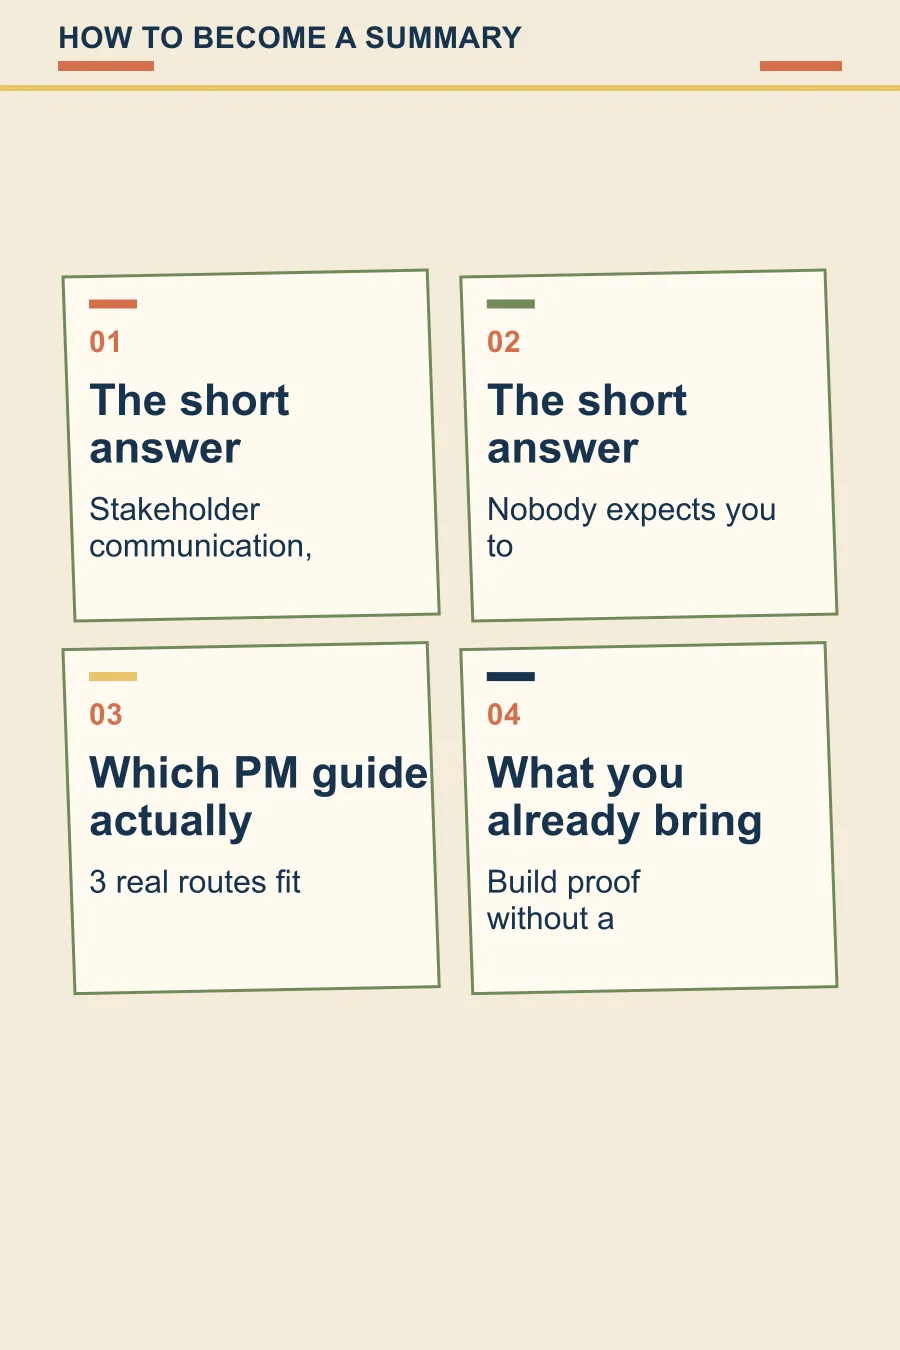 HOW TO BECOME A SUMMARY
01
The short
answer
Stakeholder
communication,
02
The short
answer
Nobody expects you
to
03
Which PM guide
actually
3 real routes fit
04
What you
already bring
Build proof
without a